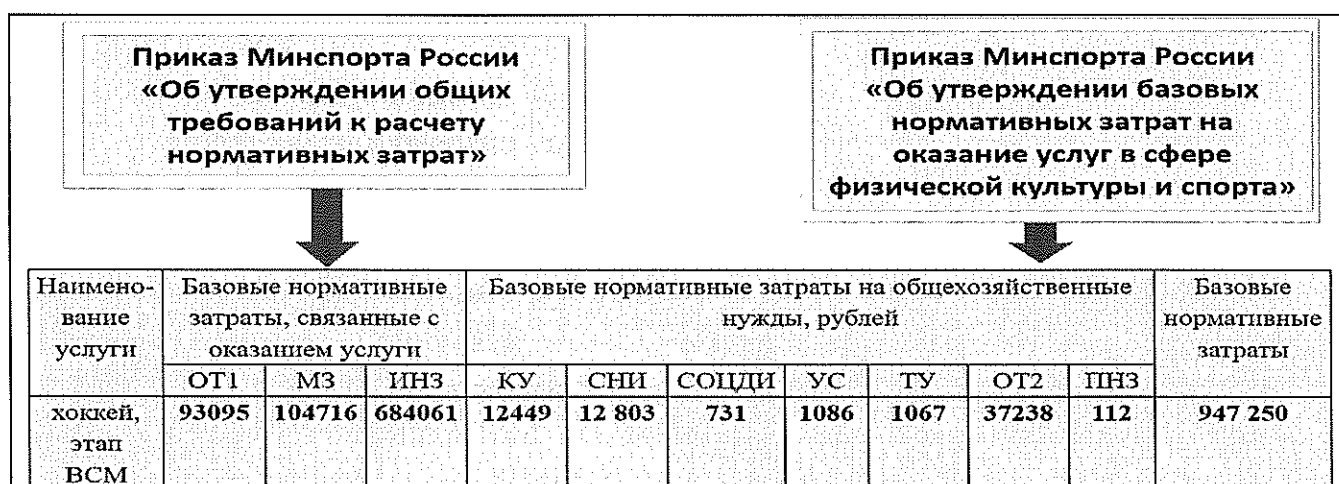 Приказ Минспорта России
«Об утверждении общих
требований к расчету
нормативных затрат»
Приказ Минспорта России
«Об утверждении базовых
нормативных затрат на
оказание услуг в сфере
физической культуры и спорта»
Наимено-
вание
услуги
Базовые нормативные
затраты, связанные с
оказанием услуги
Базовые нормативные затраты на общехозяйственные
нужды, рублей
Базовые
нормативные
затраты
ОТ1 МЗ ИНЗ КУ СНИ СОЦДИ УС ТУ ОТ2 ПНЗ
хоккей,
этап
ВСМ
93095 104716 684061 12449 12 803 731 1086 1067 37238 112 947 250